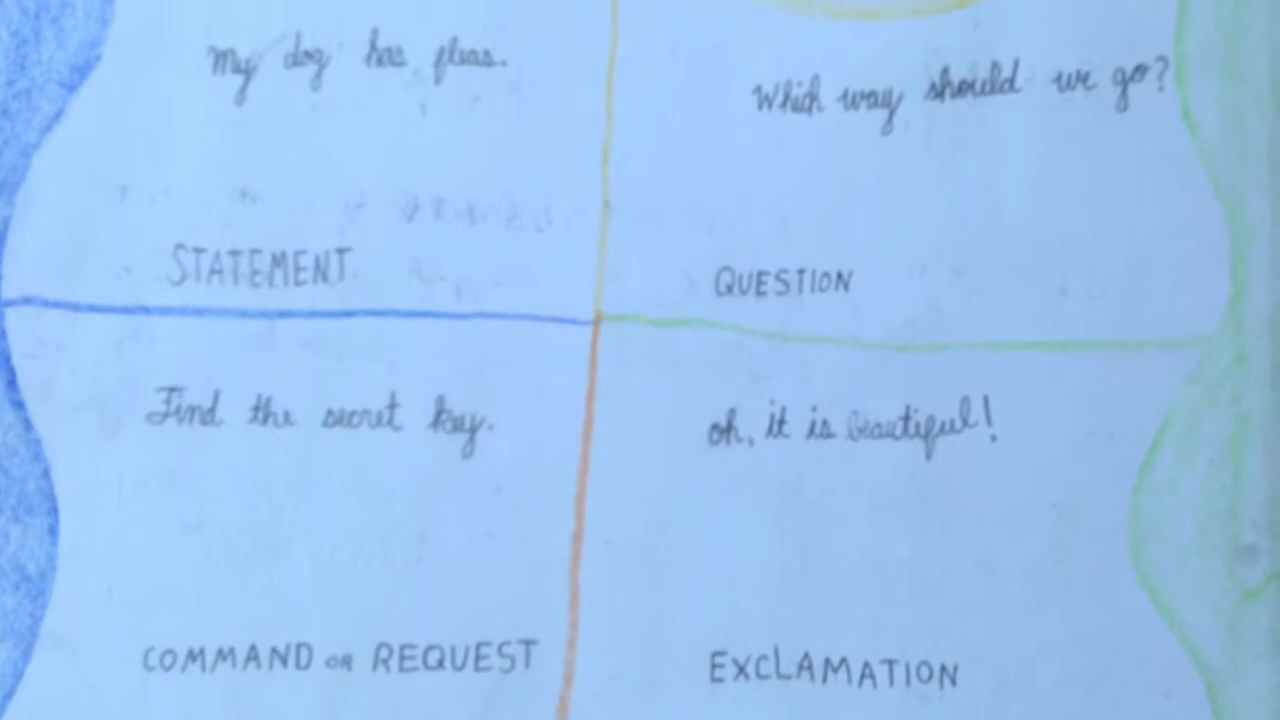 My dog has fleas.
Which way should we go?
STATEMENT
QUESTION
Find the secret key.
oh, it is beautiful!
COMMAND OR REQUEST
EXCLAMATION